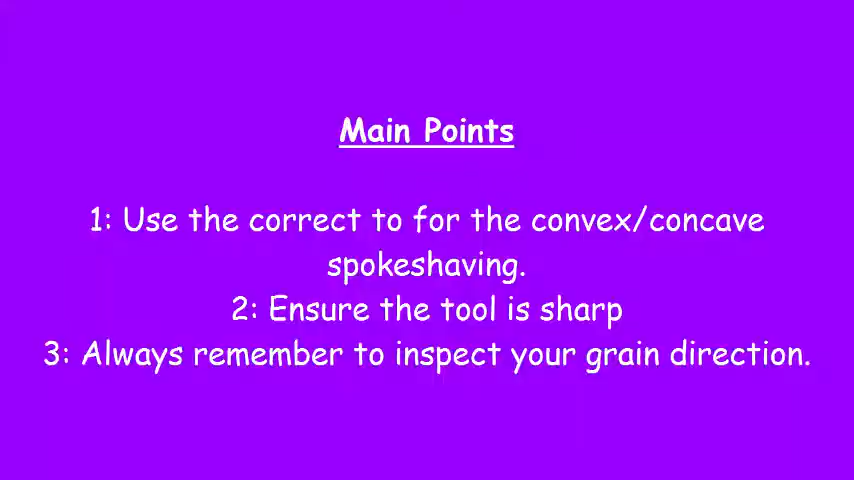 Main Points
1: Use the correct to for the convex/concave
spokeshaving.
2: Ensure the tool is sharp
3: Always remember to inspect your grain direction.